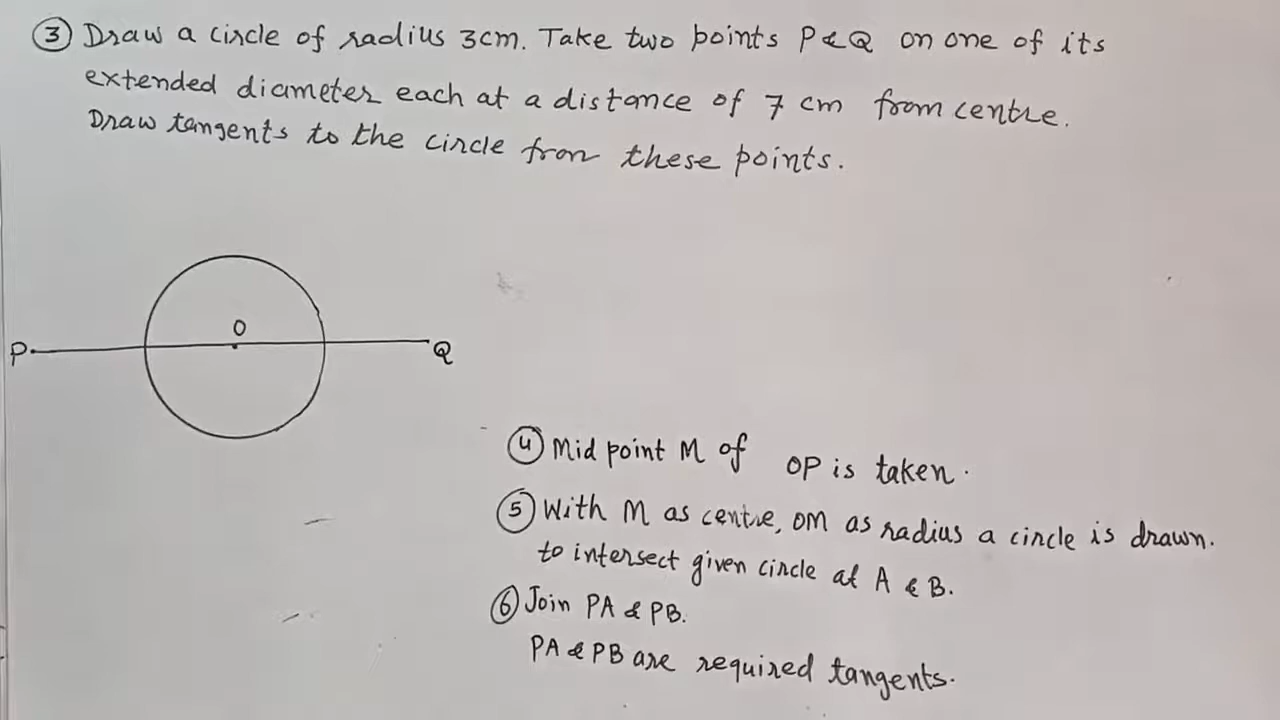 ③ Draw a circle of radius 3cm. Take two points P & Q on one of its
extended diameter each at a distance of 7 cm from centre.
Draw tangents to the circle from these points.
O
P
Q
④ Mid point M of OP is taken.
⑤ With M as centre, OM as radius a circle is drawn.
to intersect given circle at A & B.
⑥ Join PA & PB.
PA & PB are required tangents.